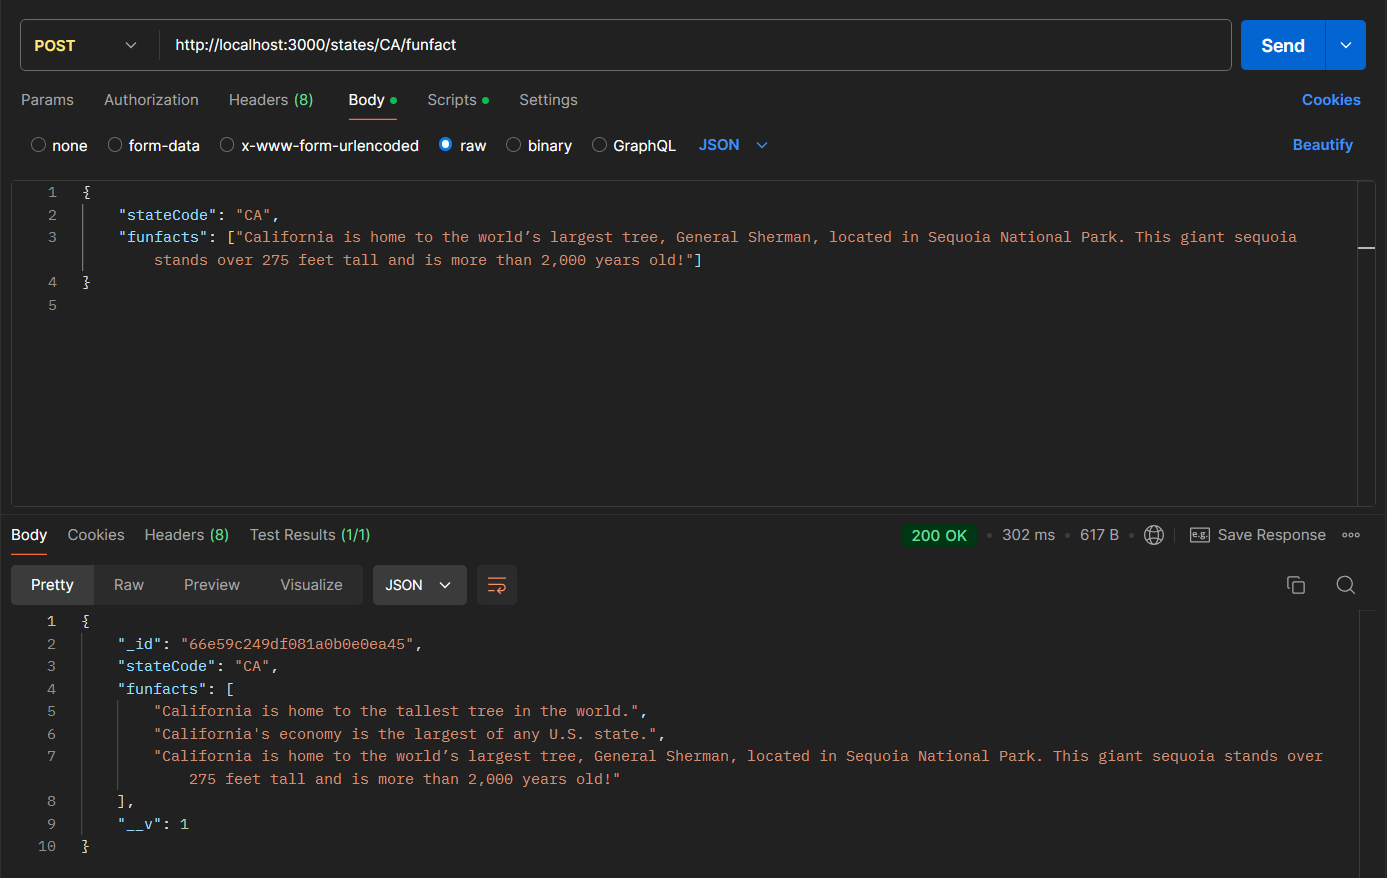 POST http://localhost:3000/states/CA/funfact Send
Params Authorization Headers (8) Body Scripts Settings Cookies
none form-data x-www-form-urlencoded raw binary GraphQL JSON Beautify
1 {
2 "stateCode": "CA",
3 "funfacts": ["California is home to the world’s largest tree, General Sherman, located in Sequoia National Park. This giant sequoia
stands over 275 feet tall and is more than 2,000 years old!"]
4 }
5
Body Cookies Headers (8) Test Results (1/1) 200 OK • 302 ms • 617 B • e.g. Save Response
Pretty Raw Preview Visualize JSON
1 {
2 "_id": "66e59c249df081a0b0e0ea45",
3 "stateCode": "CA",
4 "funfacts": [
5 "California is home to the tallest tree in the world.",
6 "California's economy is the largest of any U.S. state.",
7 "California is home to the world’s largest tree, General Sherman, located in Sequoia National Park. This giant sequoia stands over
275 feet tall and is more than 2,000 years old!"
8 ],
9 "__v": 1
10 }